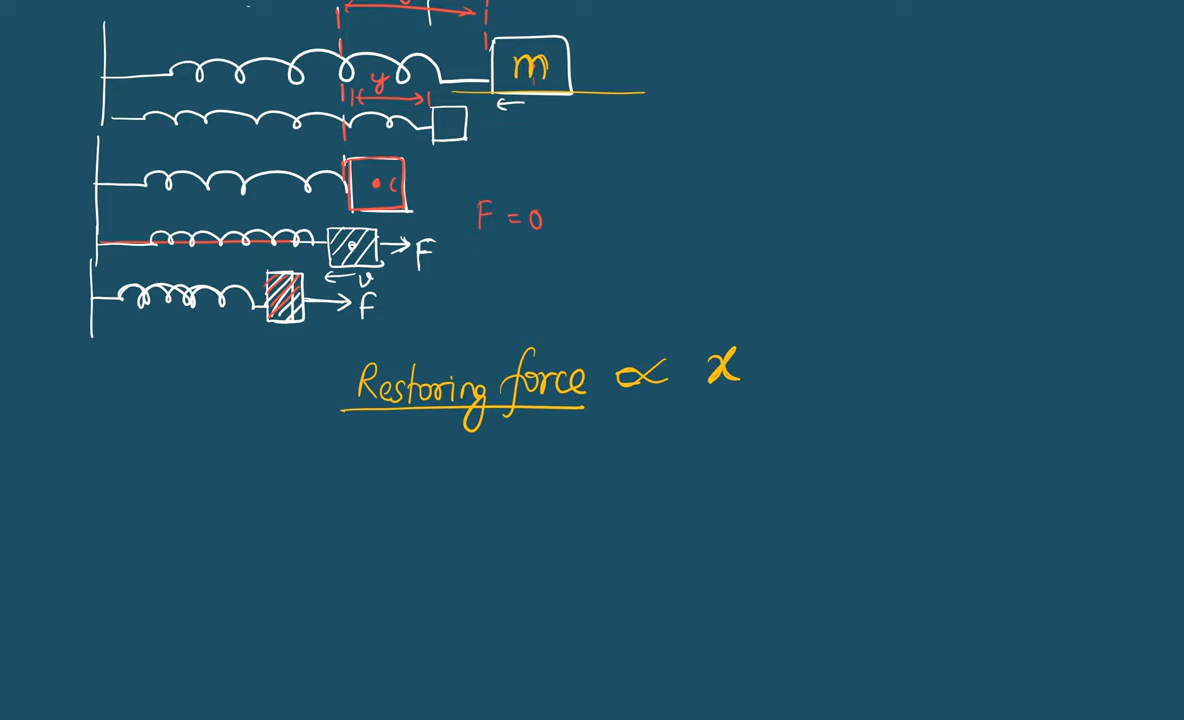 m
y
C
F = 0
F
v
f
Restoring force ∝ x